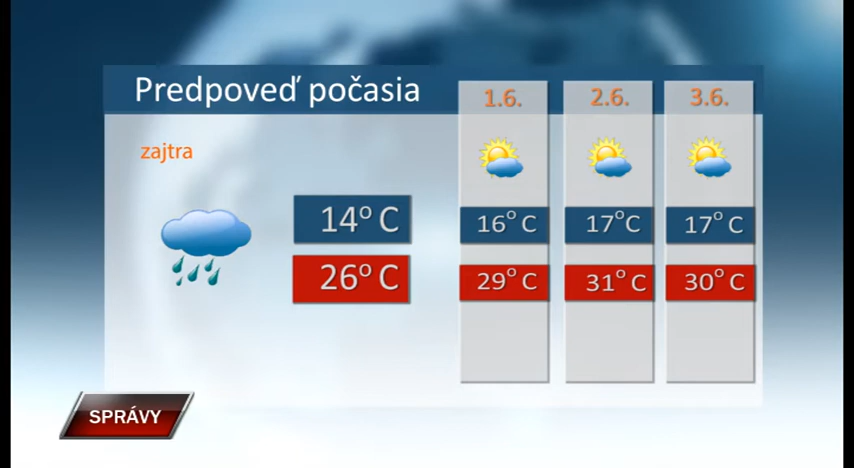 Predpoveď počasia
zajtra
14° C
26° C
1.6.
16° C
29° C
2.6.
17°C
31° C
3.6.
17° C
30° C
SPRÁVY